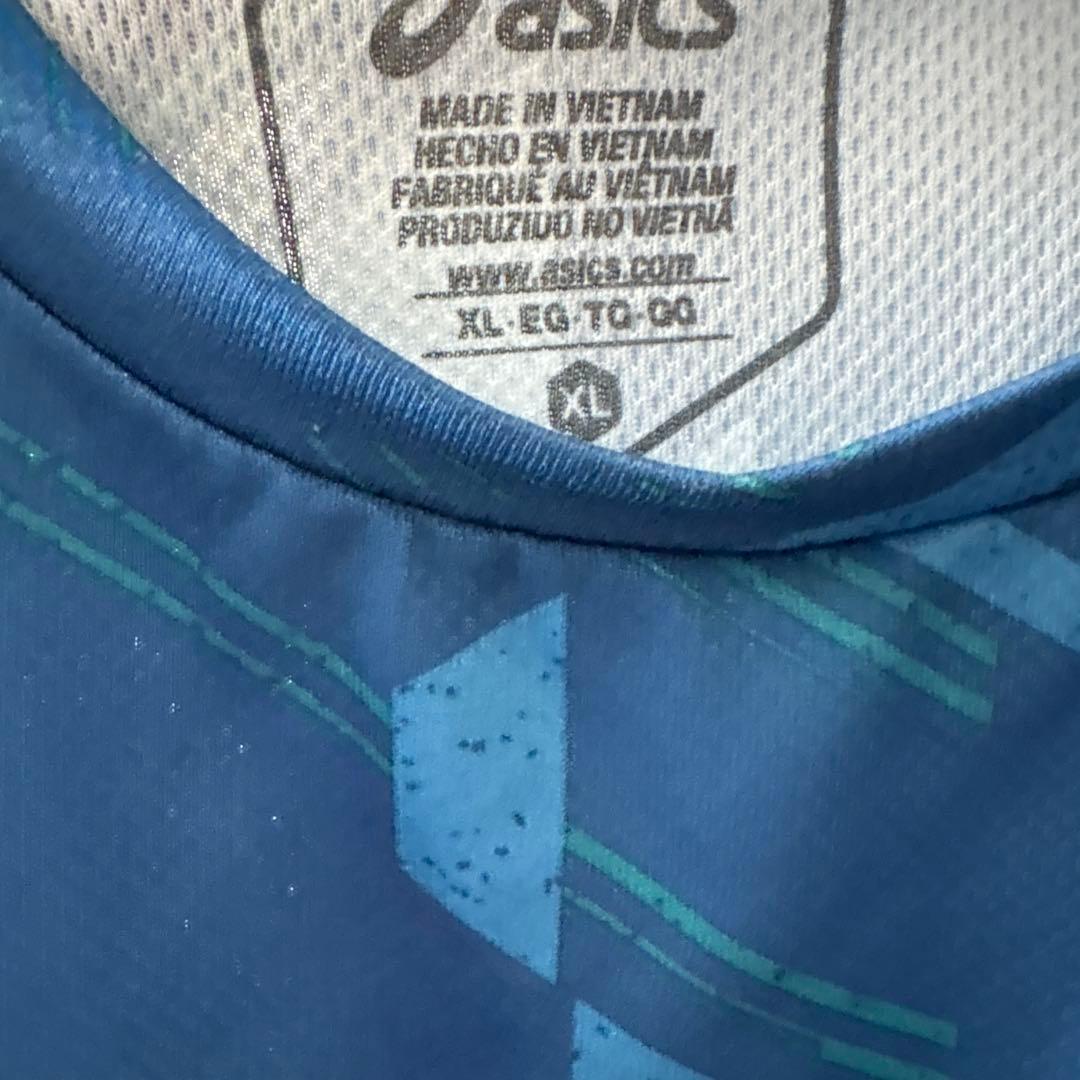 asics
MADE IN VIETNAM
HECHO EN VIETNAM
FABRIQUÉ AU VIÊTNAM
PRODUZIDO NO VIETNÃ
www.asics.com
XL·EG·TG·GG
XL